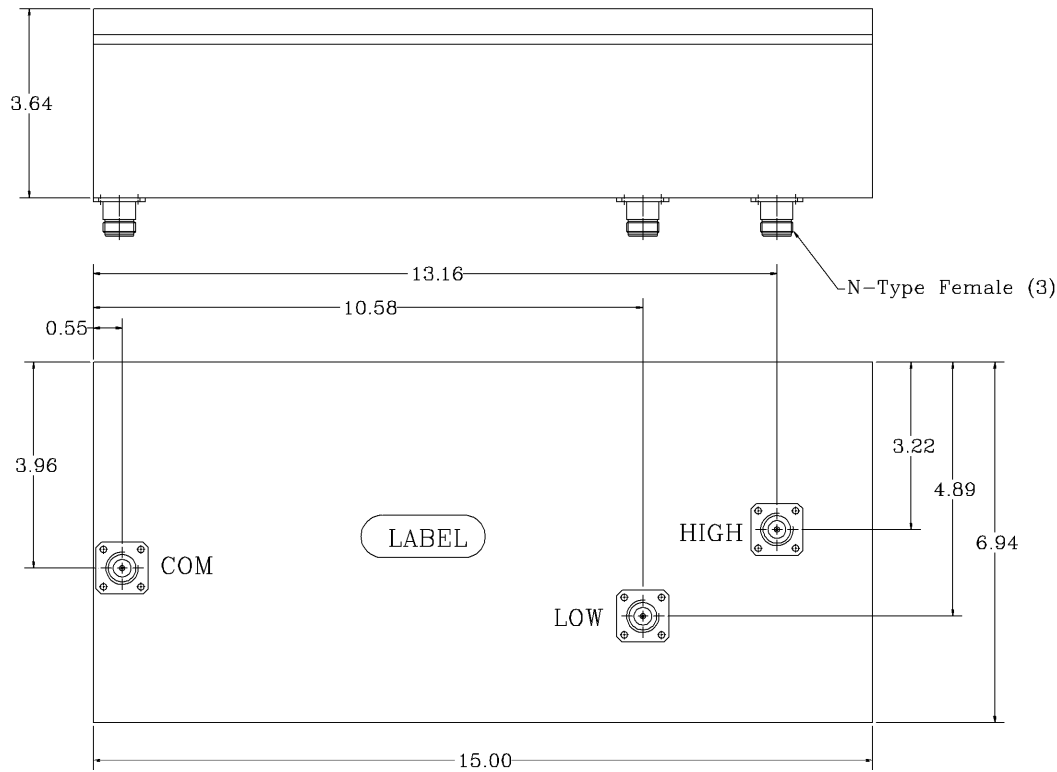 3.64
13.16
N-Type Female (3)
10.58
0.55
3.22
3.96
4.89
HIGH
LABEL
6.94
COM
LOW
15.00